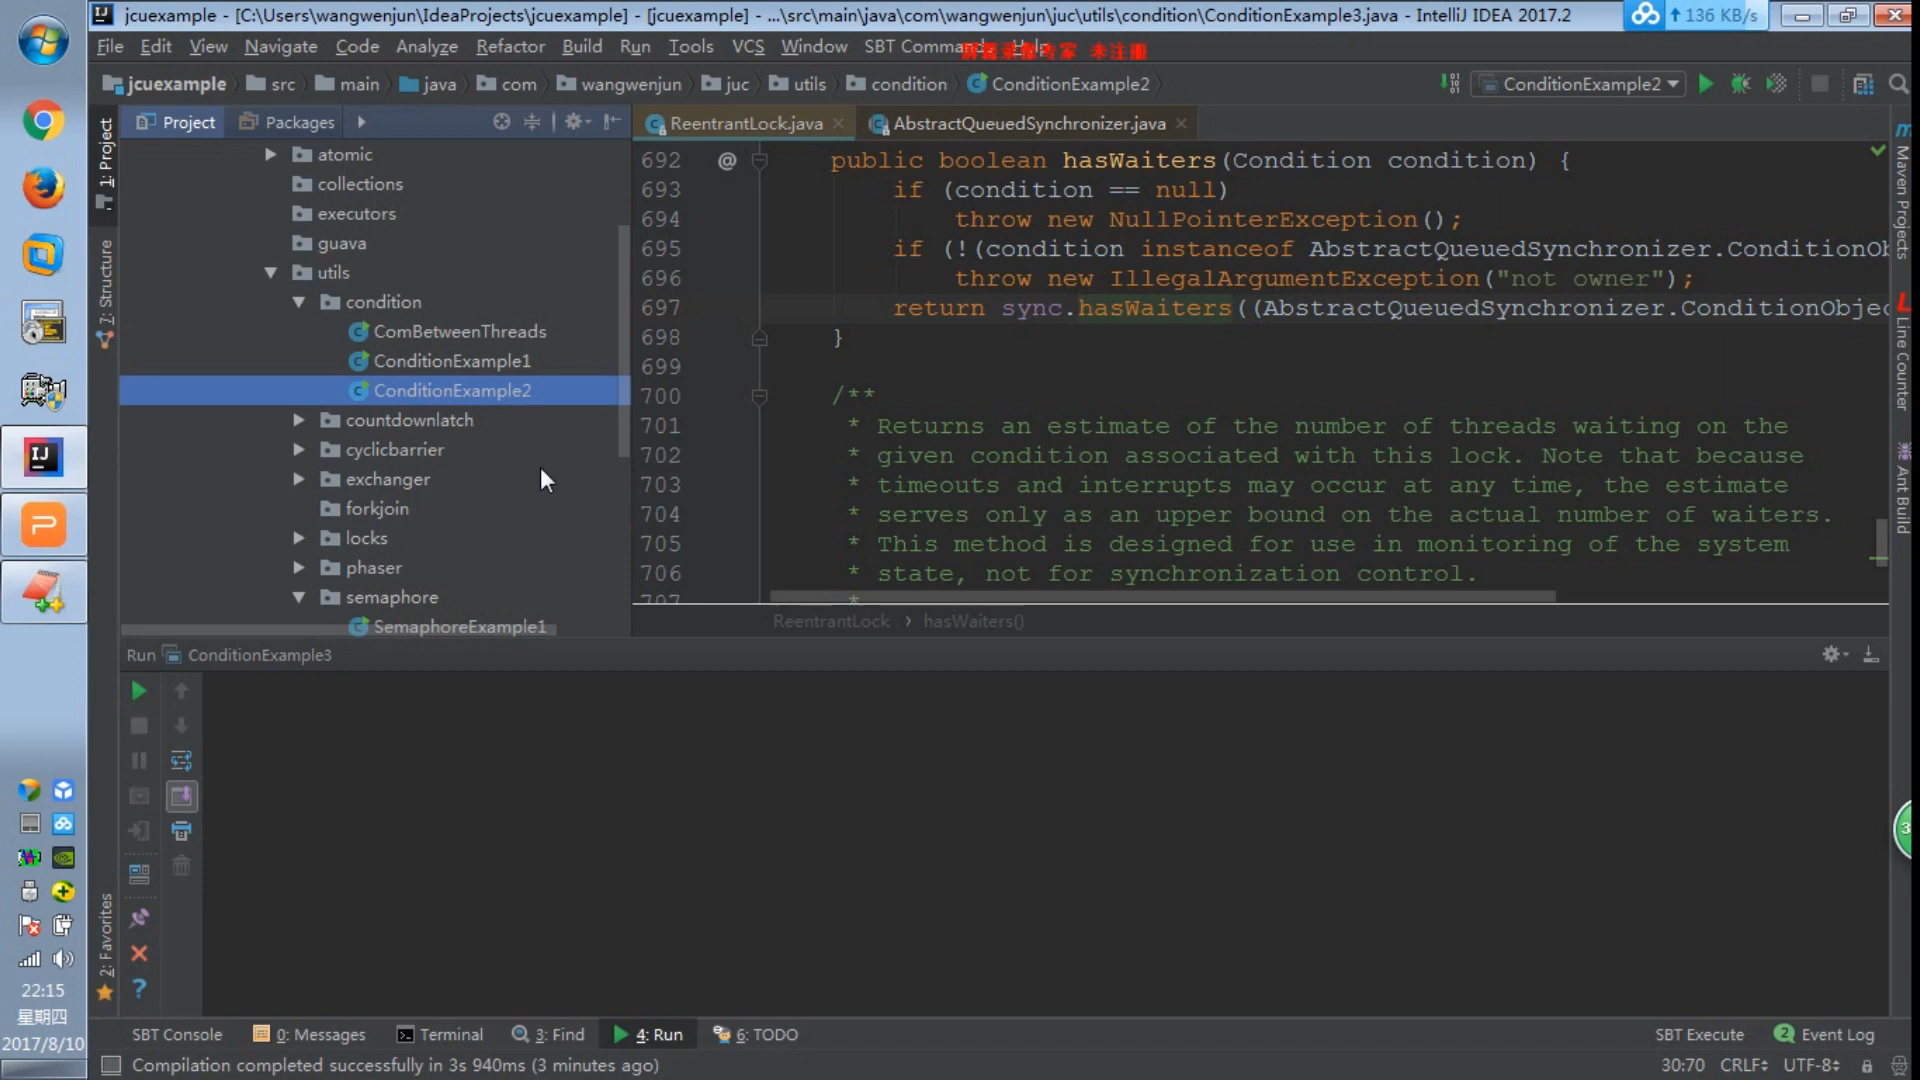 jcuexample - [C:\Users\wangwenjun\IdeaProjects\jcuexample] - [jcuexample] - ...\src\main\java\com\wangwenjun\juc\utils\condition\ConditionExample3.java - IntelliJ IDEA 2017.2
136 KB/s
File Edit View Navigate Code Analyze Refactor Build Run Tools VCS Window SBT Commands Help
未注册
jcuexample src main java com wangwenjun juc utils condition ConditionExample2
ConditionExample2
1: Project
7: Structure
2: Favorites
Project Packages
atomic
collections
executors
guava
utils
condition
ComBetweenThreads
ConditionExample1
ConditionExample2
countdownlatch
cyclicbarrier
exchanger
forkjoin
locks
phaser
semaphore
SemaphoreExample1
ReentrantLock.java AbstractQueuedSynchronizer.java
692 @ public boolean hasWaiters(Condition condition) {
693 if (condition == null)
694 throw new NullPointerException();
695 if (!(condition instanceof AbstractQueuedSynchronizer.ConditionOb
696 throw new IllegalArgumentException("not owner");
697 return sync.hasWaiters((AbstractQueuedSynchronizer.ConditionObjec
698 }
699
700 /**
701 * Returns an estimate of the number of threads waiting on the
702 * given condition associated with this lock. Note that because
703 * timeouts and interrupts may occur at any time, the estimate
704 * serves only as an upper bound on the actual number of waiters.
705 * This method is designed for use in monitoring of the system
706 * state, not for synchronization control.
707 *
ReentrantLock › hasWaiters()
Maven Projects
Line Counter
Ant Build
Run ConditionExample3
22:15
星期四
2017/8/10
SBT Console 0: Messages Terminal 3: Find 4: Run 6: TODO SBT Execute 2 Event Log
Compilation completed successfully in 3s 940ms (3 minutes ago) 30:70 CRLF UTF-8